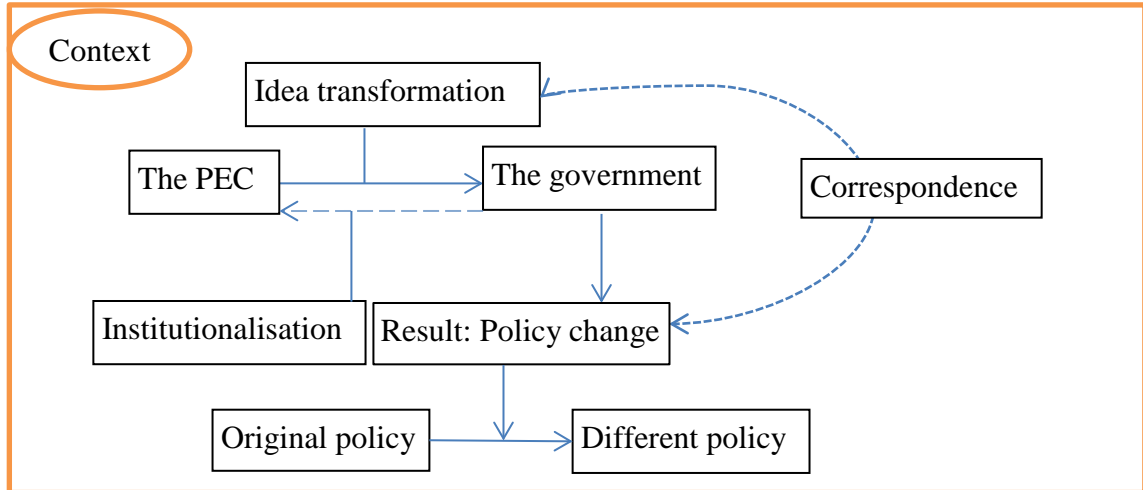 Context
Idea transformation
The PEC
The government
Correspondence
Institutionalisation
Result: Policy change
Original policy
Different policy